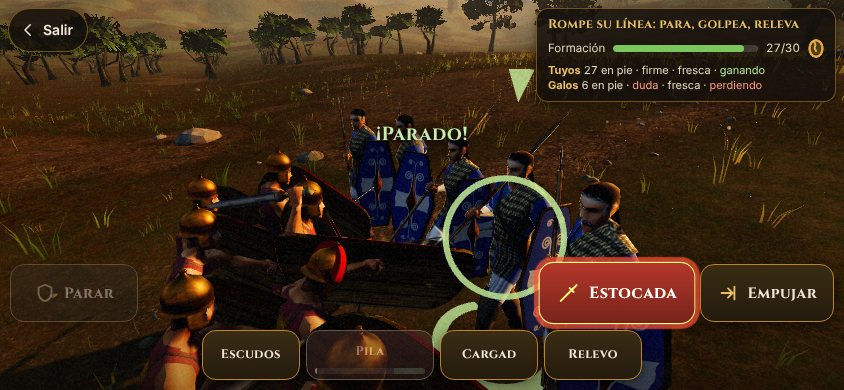 Salir
ROMPE SU LÍNEA: PARA, GOLPEA, RELEVA
Formación 27/30
Tuyos 27 en pie · firme · fresca · ganando
Galos 6 en pie · duda · fresca · perdiendo
¡PARADO!
PARAR
ESTOCADA
EMPUJAR
ESCUDOS
PILA
CARGAD
RELEVO